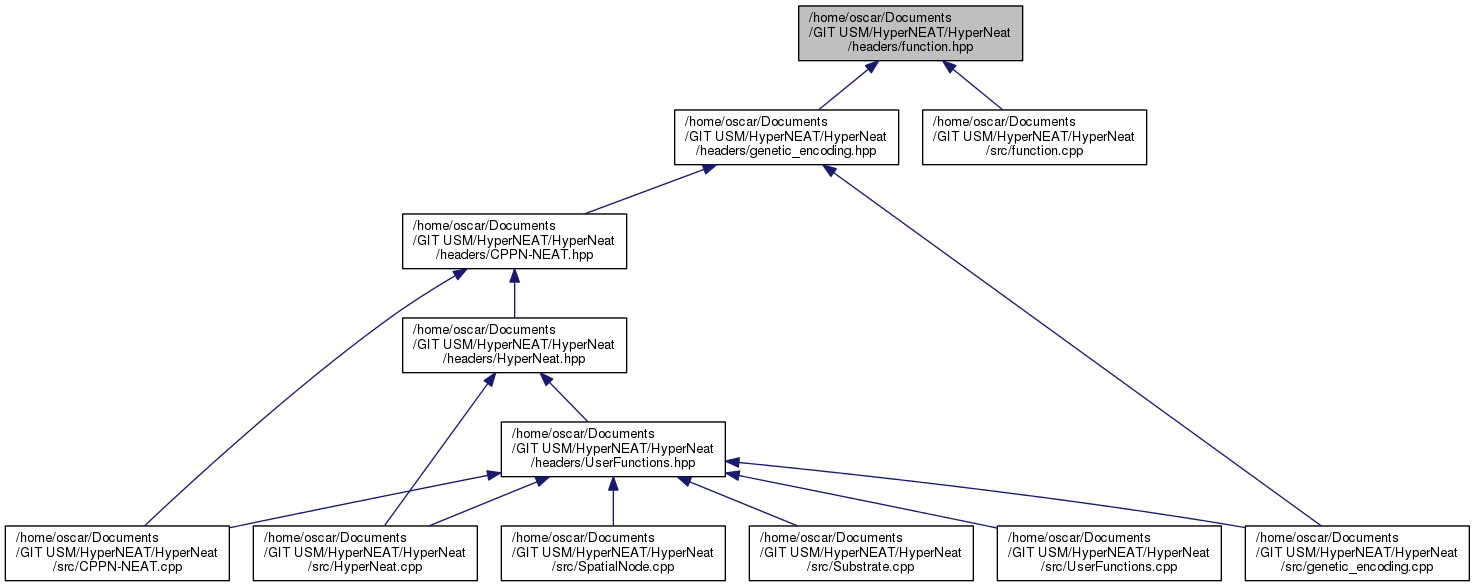 /home/oscar/Documents
/GIT USM/HyperNEAT/HyperNeat
/headers/function.hpp
/home/oscar/Documents
/GIT USM/HyperNEAT/HyperNeat
/headers/genetic_encoding.hpp
/home/oscar/Documents
/GIT USM/HyperNEAT/HyperNeat
/src/function.cpp
/home/oscar/Documents
/GIT USM/HyperNEAT/HyperNeat
/headers/CPPN-NEAT.hpp
/home/oscar/Documents
/GIT USM/HyperNEAT/HyperNeat
/headers/HyperNeat.hpp
/home/oscar/Documents
/GIT USM/HyperNEAT/HyperNeat
/headers/UserFunctions.hpp
/home/oscar/Documents
/GIT USM/HyperNEAT/HyperNeat
/src/CPPN-NEAT.cpp
/home/oscar/Documents
/GIT USM/HyperNEAT/HyperNeat
/src/HyperNeat.cpp
/home/oscar/Documents
/GIT USM/HyperNEAT/HyperNeat
/src/SpatialNode.cpp
/home/oscar/Documents
/GIT USM/HyperNEAT/HyperNeat
/src/Substrate.cpp
/home/oscar/Documents
/GIT USM/HyperNEAT/HyperNeat
/src/UserFunctions.cpp
/home/oscar/Documents
/GIT USM/HyperNEAT/HyperNeat
/src/genetic_encoding.cpp